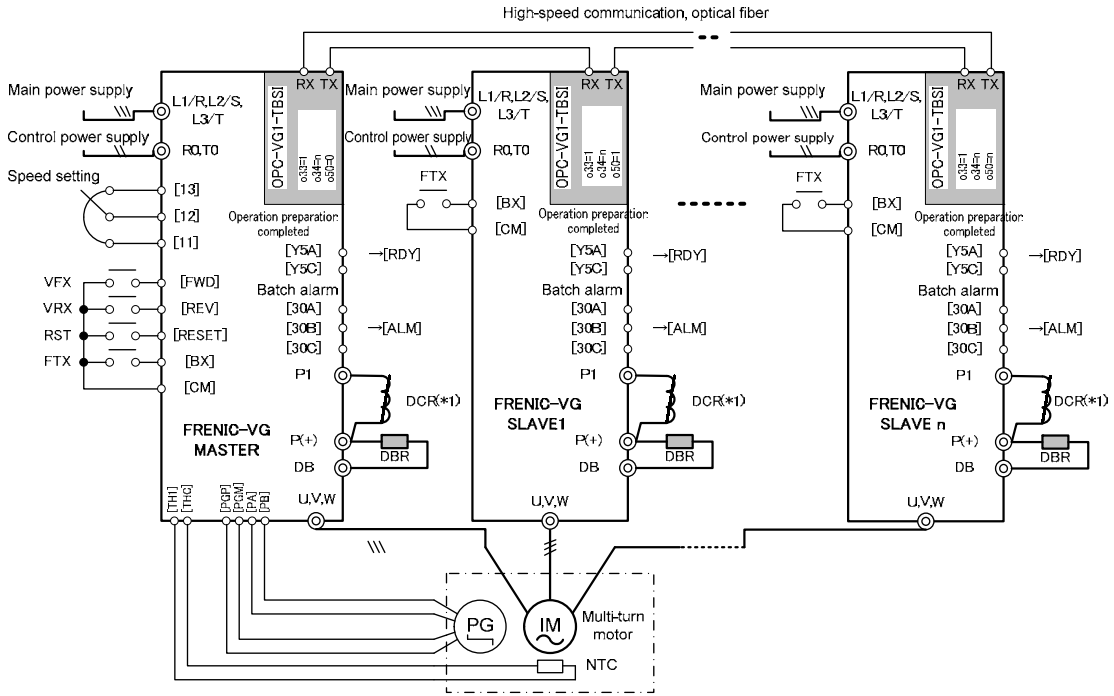 High-speed communication, optical fiber
RX TX
Main power supply
L1/R,L2/S,
L3/T
Control power supply
R0,T0
Speed setting
[13]
[12]
[11]
OPC-VG1-TBSI
o33=1
o34=n
o50=0
Operation preparation:
completed
[Y5A]
[Y5C]
→[RDY]
Batch alarm
[30A]
[30B]
[30C]
→[ALM]
VFX
[FWD]
VRX
[REV]
RST
[RESET]
FTX
[BX]
[CM]
P1
DCR(*1)
FRENIC-VG
MASTER
P(+)
DBR
DB
U,V,W
[TH1]
[THC]
[PGP]
[PGM]
[PA]
[PB]
RX TX
Main power supply
L1/R,L2/S,
L3/T
Control power supply
R0,T0
FTX
[BX]
[CM]
OPC-VG1-TBSI
o33=1
o34=n
o50=1
Operation preparation:
completed
[Y5A]
[Y5C]
→[RDY]
Batch alarm
[30A]
[30B]
[30C]
→[ALM]
P1
DCR(*1)
FRENIC-VG
SLAVE1
P(+)
DBR
DB
U,V,W
RX TX
Main power supply
L1/R,L2/S,
L3/T
Control power supply
R0,T0
FTX
[BX]
[CM]
OPC-VG1-TBSI
o33=1
o34=n
o50=n
Operation preparation:
completed
[Y5A]
[Y5C]
→[RDY]
Batch alarm
[30A]
[30B]
[30C]
→[ALM]
P1
DCR(*1)
FRENIC-VG
SLAVE n
P(+)
DBR
DB
U,V,W
PG
IM
Multi-turn
motor
NTC